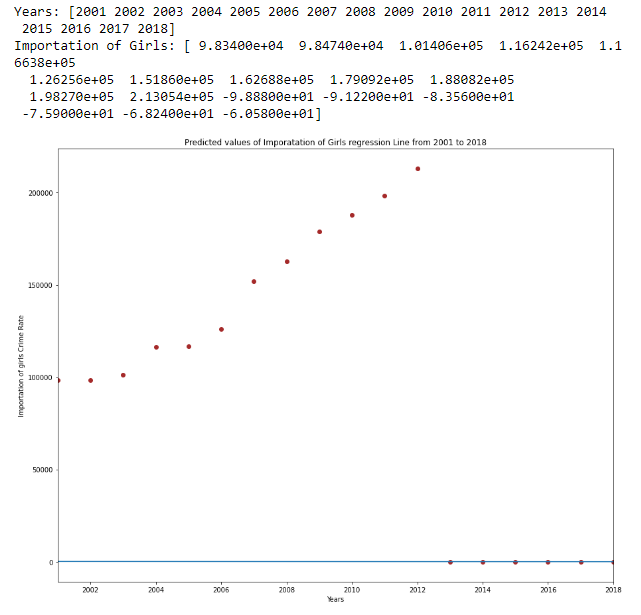 Years: [2001 2002 2003 2004 2005 2006 2007 2008 2009 2010 2011 2012 2013 2014
2015 2016 2017 2018]
Importation of Girls: [ 9.83400e+04  9.84740e+04  1.01406e+05  1.16242e+05  1.1
6638e+05
1.26256e+05  1.51860e+05  1.62688e+05  1.79092e+05  1.88082e+05
1.98270e+05  2.13054e+05 -9.88800e+01 -9.12200e+01 -8.35600e+01
-7.59000e+01 -6.82400e+01 -6.05800e+01]
Predicted values of Imporatation of Girls regression Line from 2001 to 2018
200000
150000
100000
50000
0
Importation of girls Crime Rate
2002 2004 2006 2008 2010 2012 2014 2016 2018
Years